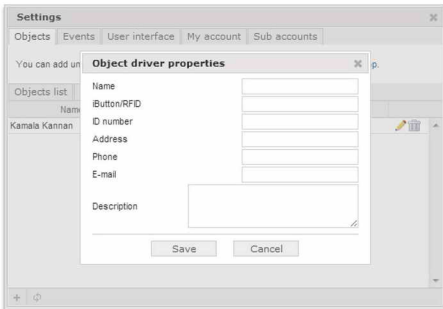 Settings
Objects Events User interface My account Sub accounts
You can add un
p.
Object driver properties
Objects list
Name
iButton/RFID
ID number
Address
Phone
E-mail
Description
Save Cancel
Nam
Kamala Kannan